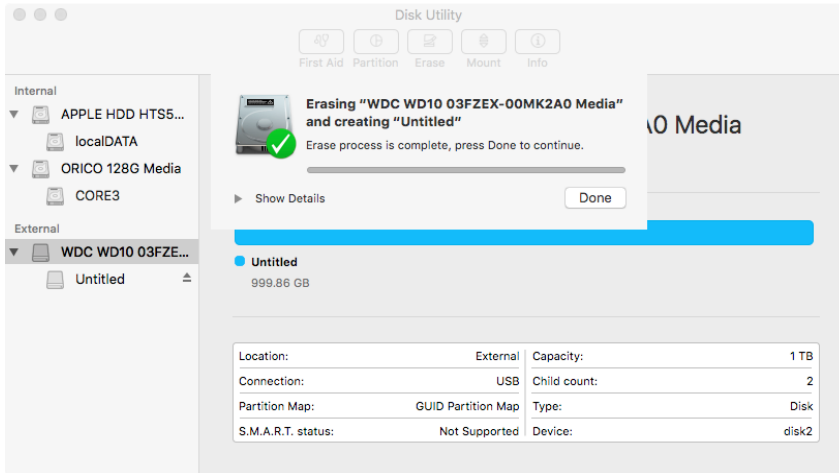 Disk Utility
First Aid Partition Erase Mount Info
Internal
APPLE HDD HTS5...
localDATA
ORICO 128G Media
CORE3
External
WDC WD10 03FZE...
Untitled
Erasing “WDC WD10 03FZEX-00MK2A0 Media”
and creating “Untitled”
Erase process is complete, press Done to continue.
Show Details
Done
A0 Media
Untitled
999.86 GB
Location: External
Capacity: 1 TB
Connection: USB
Child count: 2
Partition Map: GUID Partition Map
Type: Disk
S.M.A.R.T. status: Not Supported
Device: disk2